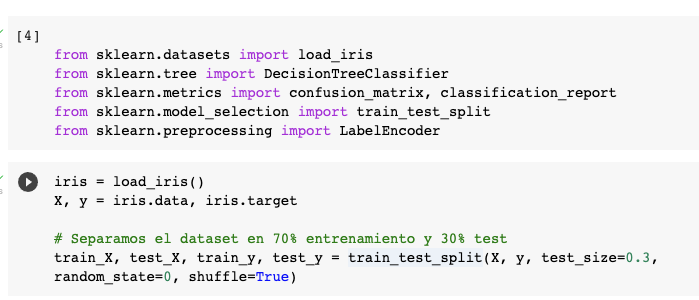 [4]
from sklearn.datasets import load_iris
from sklearn.tree import DecisionTreeClassifier
from sklearn.metrics import confusion_matrix, classification_report
from sklearn.model_selection import train_test_split
from sklearn.preprocessing import LabelEncoder
iris = load_iris()
X, y = iris.data, iris.target
# Separamos el dataset en 70% entrenamiento y 30% test
train_X, test_X, train_y, test_y = train_test_split(X, y, test_size=0.3,
random_state=0, shuffle=True)